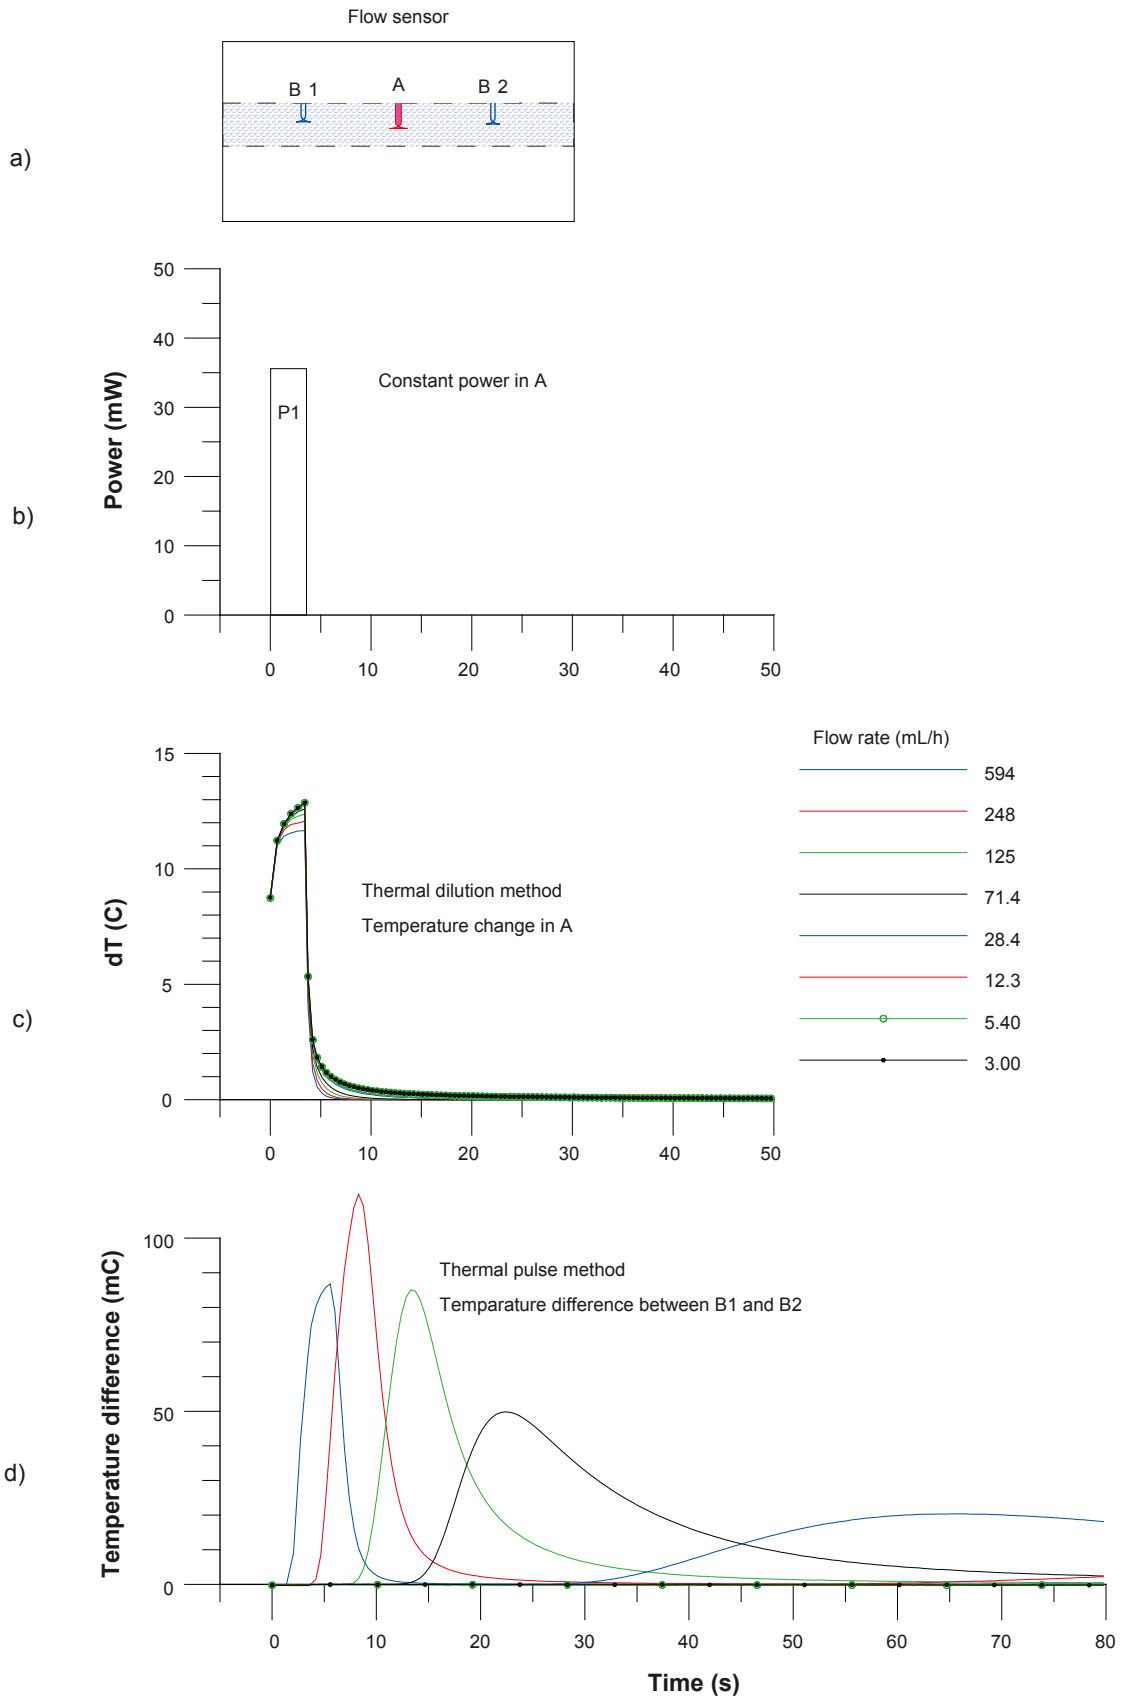 Flow sensor
B 1
A
B 2
a)
50
40
30
20
10
0
Power (mW)
P1
Constant power in A
b)
0
10
20
30
40
50
15
10
5
0
dT (C)
Thermal dilution method
Temperature change in A
c)
0
10
20
30
40
50
Flow rate (mL/h)
594
248
125
71.4
28.4
12.3
5.40
3.00
100
50
0
Temperature difference (mC)
Thermal pulse method
Temparature difference between B1 and B2
d)
0
10
20
30
40
50
60
70
80
Time (s)